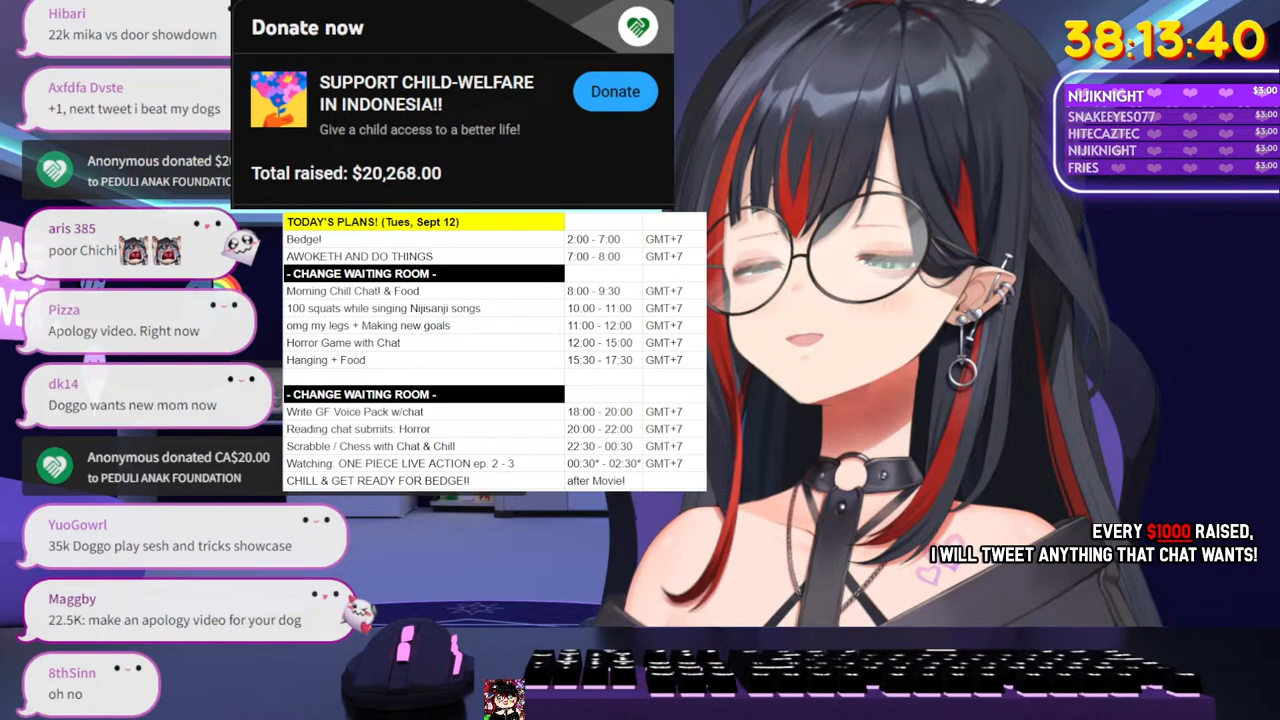 Hibari
22k mika vs door showdown
Axfdfa Dvste
+1, next tweet i beat my dogs
Anonymous donated $20
to PEDULI ANAK FOUNDATIO
aris 385
poor Chichi
Pizza
Apology video. Right now
dk14
Doggo wants new mom now
Anonymous donated CA$20.00
to PEDULI ANAK FOUNDATION
YuoGowrl
35k Doggo play sesh and tricks showcase
Maggby
22.5K: make an apology video for your dog
8thSinn
oh no
Donate now
SUPPORT CHILD-WELFARE
IN INDONESIA!!
Give a child access to a better life!
Donate
Total raised: $20,268.00
TODAY'S PLANS! (Tues, Sept 12)
Bedge! 2:00 - 7:00 GMT+7
AWOKETH AND DO THINGS 7:00 - 8:00 GMT+7
- CHANGE WAITING ROOM -
Morning Chill Chat! & Food 8:00 - 9:30 GMT+7
100 squats while singing Nijisanji songs 10:00 - 11:00 GMT+7
omg my legs + Making new goals 11:00 - 12:00 GMT+7
Horror Game with Chat 12:00 - 15:00 GMT+7
Hanging + Food 15:30 - 17:30 GMT+7
- CHANGE WAITING ROOM -
Write GF Voice Pack w/chat 18:00 - 20:00 GMT+7
Reading chat submits: Horror 20:00 - 22:00 GMT+7
Scrabble / Chess with Chat & Chill 22:30 - 00:30 GMT+7
Watching: ONE PIECE LIVE ACTION ep. 2 - 3 00:30* - 02:30* GMT+7
CHILL & GET READY FOR BEDGE!! after Movie!
38:13:40
NIJIKNIGHT $3.00
SNAKEEYES077 $3.00
HITECAZTEC $3.00
NIJIKNIGHT $3.00
FRIES $3.00
EVERY $1000 RAISED,
I WILL TWEET ANYTHING THAT CHAT WANTS!